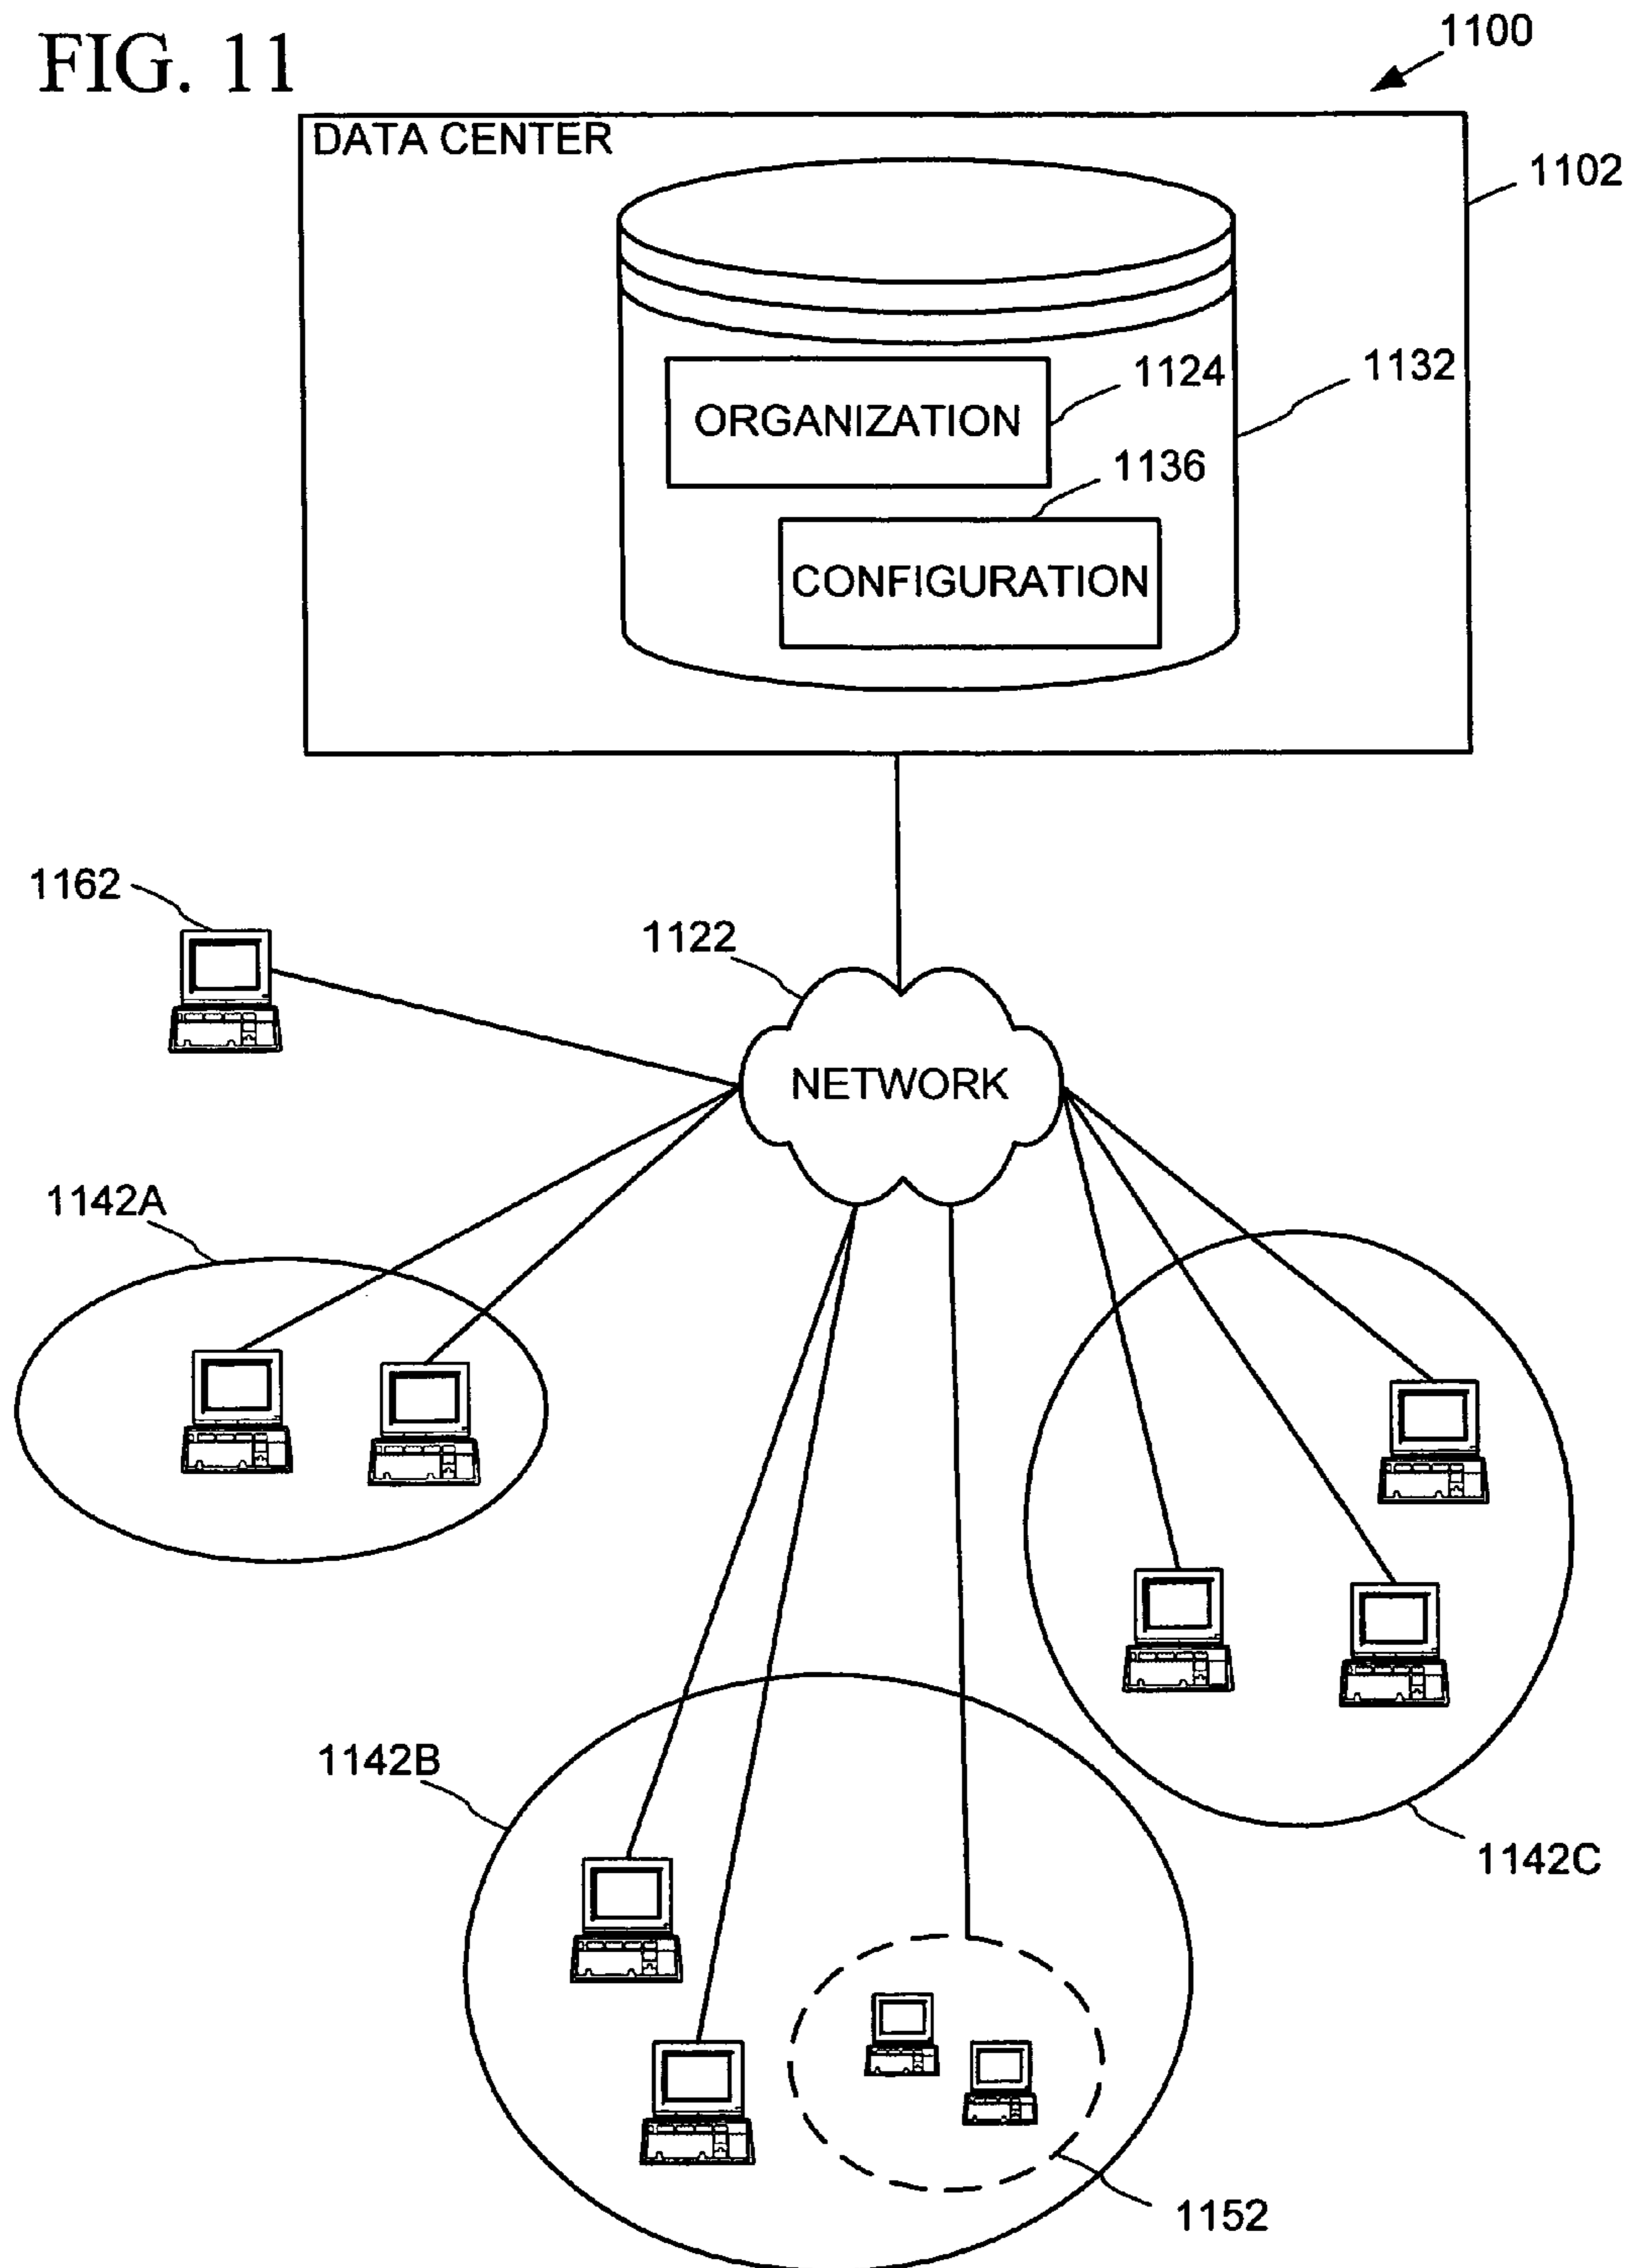 FIG. 11
1100
DATA CENTER
1102
1124
1132
ORGANIZATION
1136
CONFIGURATION
1162
1122
NETWORK
1142A
1142B
1142C
1152